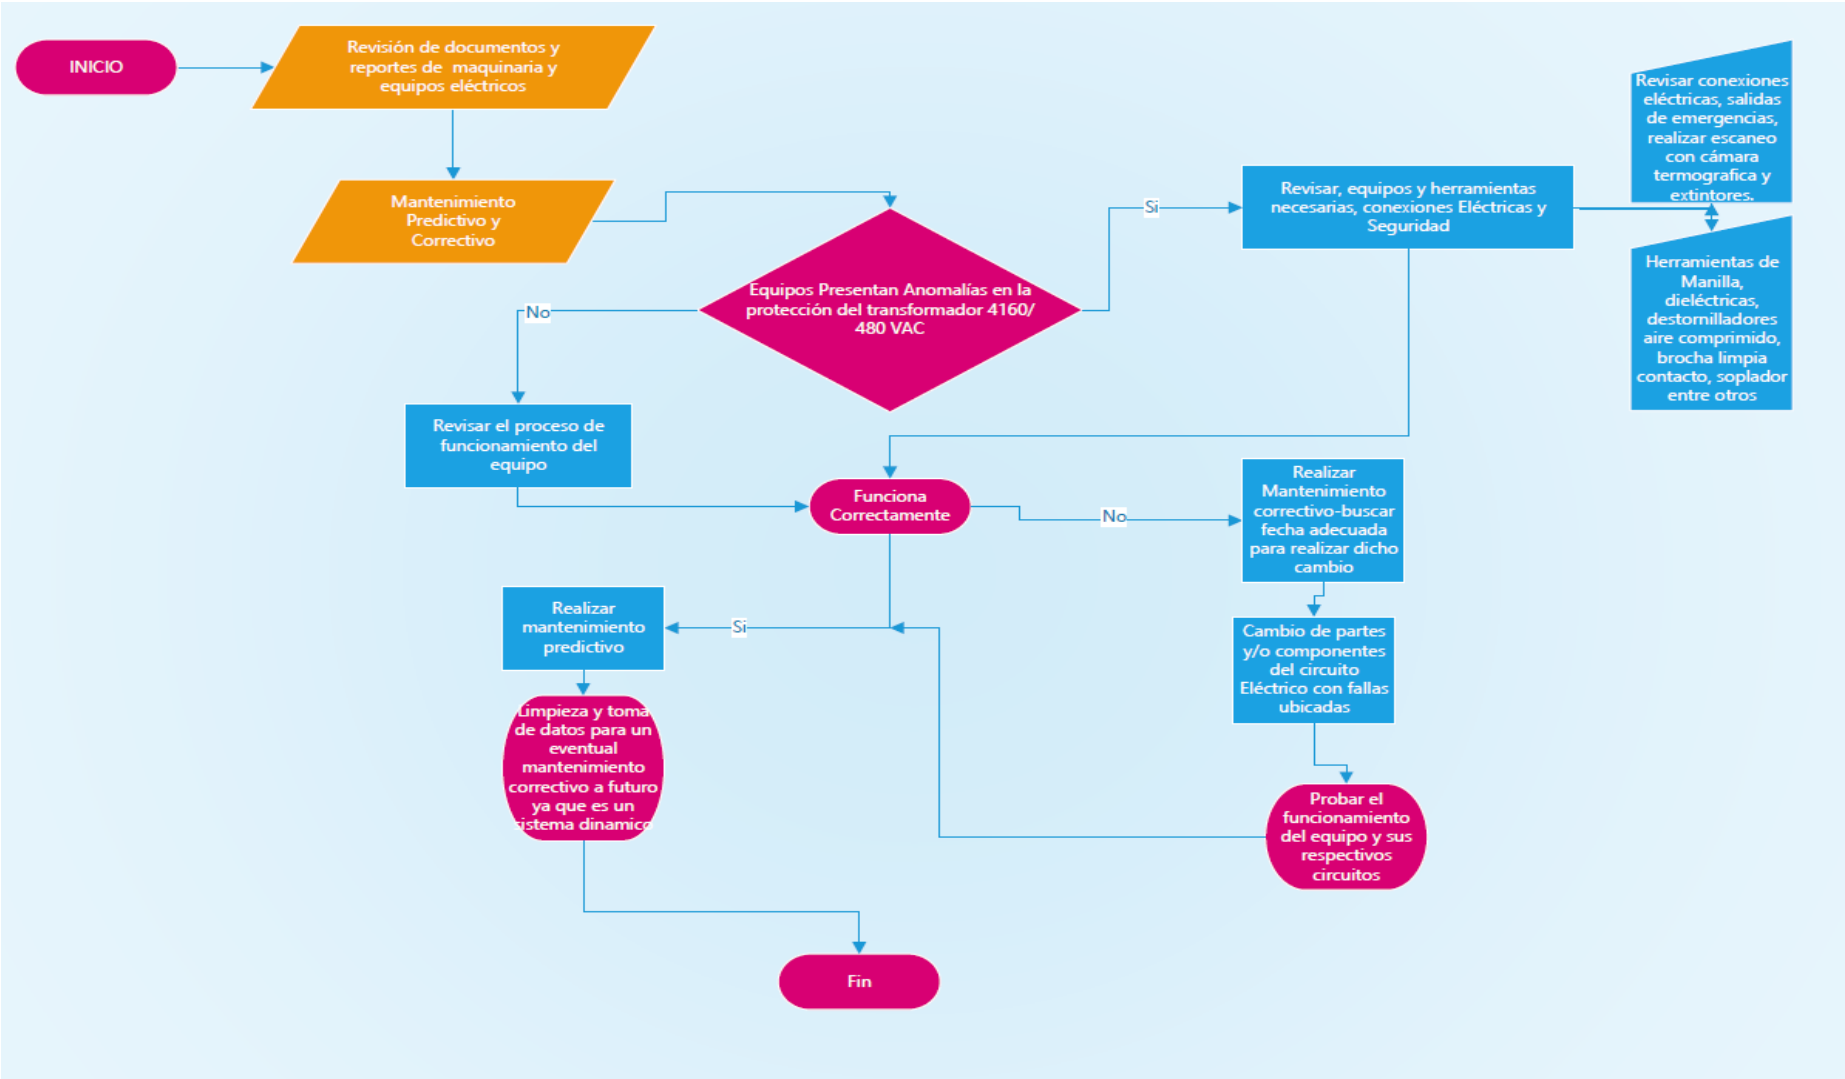 INICIO
Revisión de documentos y
reportes de maquinaria y
equipos eléctricos
Mantenimiento
Predictivo y
Correctivo
Equipos Presentan Anomalías en la
protección del transformador 4160/
480 VAC
Si
Revisar, equipos y herramientas
necesarias, conexiones Eléctricas y
Seguridad
Revisar conexiones
eléctricas, salidas
de emergencias,
realizar escaneo
con cámara
termografica y
extintores.
Herramientas de
Manilla,
dieléctricas,
destornilladores
aire comprimido,
brocha limpia
contacto, soplador
entre otros
No
Revisar el proceso de
funcionamiento del
equipo
Funciona
Correctamente
No
Realizar
Mantenimiento
correctivo-buscar
fecha adecuada
para realizar dicho
cambio
Cambio de partes
y/o componentes
del circuito
Eléctrico con fallas
ubicadas
Probar el
funcionamiento
del equipo y sus
respectivos
circuitos
Si
Realizar
mantenimiento
predictivo
Limpieza y toma
de datos para un
eventual
mantenimiento
correctivo a futuro
ya que es un
sistema dinamico
Fin